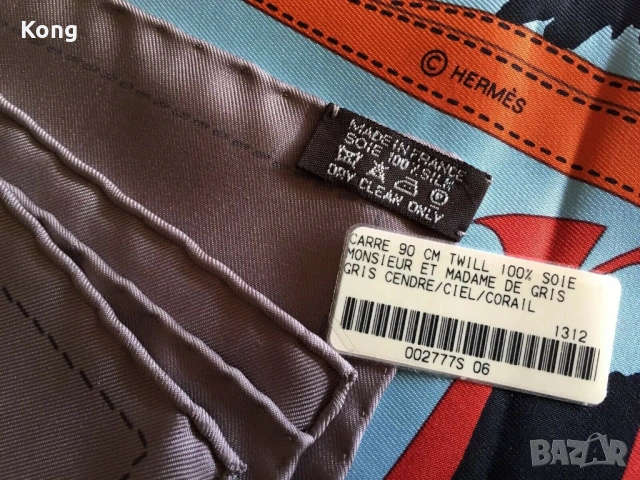 Kong
© HERMÈS
MADE IN FRANCE
SOIE 100% SILK
DRY CLEAN ONLY
CARRE 90 CM TWILL 100% SOIE
MONSIEUR ET MADAME DE GRIS
GRIS CENDRE/CIEL/CORAIL
1312
002777S 06
BAZAR